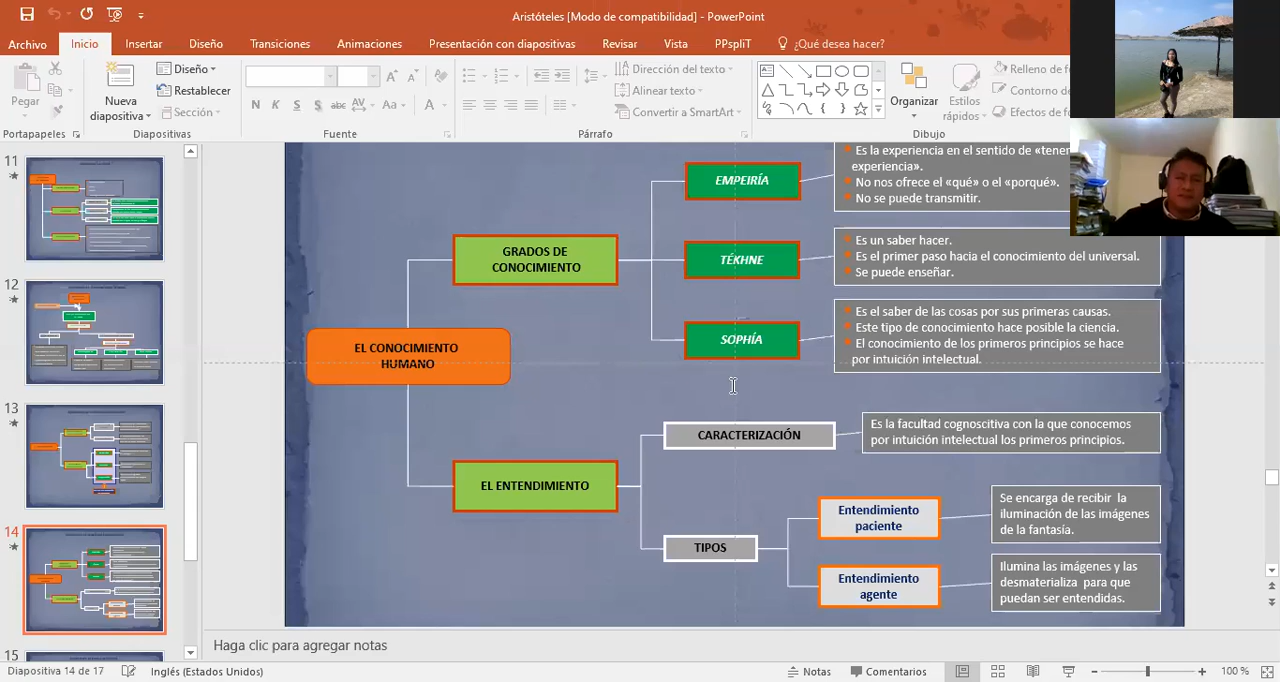 Aristóteles [Modo de compatibilidad] - PowerPoint
Archivo Inicio Insertar Diseño Transiciones Animaciones Presentación con diapositivas Revisar Vista PPspliT ¿Qué desea hacer?
Pegar
Nueva
diapositiva
Diseño
Restablecer
Sección
N K S S abc AV Aa A
Dirección del texto
Alinear texto
Convertir a SmartArt
Organizar
Estilos
rápidos
Relleno de
Contorno de
Efectos de fo
Portapapeles Diapositivas Fuente Párrafo Dibujo
11
12
13
14
15
EL CONOCIMIENTO
HUMANO
GRADOS DE
CONOCIMIENTO
EMPEIRÍA
Es la experiencia en el sentido de «tener
experiencia».
No nos ofrece el «qué» o el «porqué».
No se puede transmitir.
TÉKHNE
Es un saber hacer.
Es el primer paso hacia el conocimiento del universal.
Se puede enseñar.
SOPHÍA
Es el saber de las cosas por sus primeras causas.
Este tipo de conocimiento hace posible la ciencia.
El conocimiento de los primeros principios se hace
por intuición intelectual.
EL ENTENDIMIENTO
CARACTERIZACIÓN
Es la facultad cognoscitiva con la que conocemos
por intuición intelectual los primeros principios.
TIPOS
Entendimiento
paciente
Se encarga de recibir la
iluminación de las imágenes
de la fantasía.
Entendimiento
agente
Ilumina las imágenes y las
desmaterializa para que
puedan ser entendidas.
Haga clic para agregar notas
Diapositiva 14 de 17 Inglés (Estados Unidos) Notas Comentarios 100 %